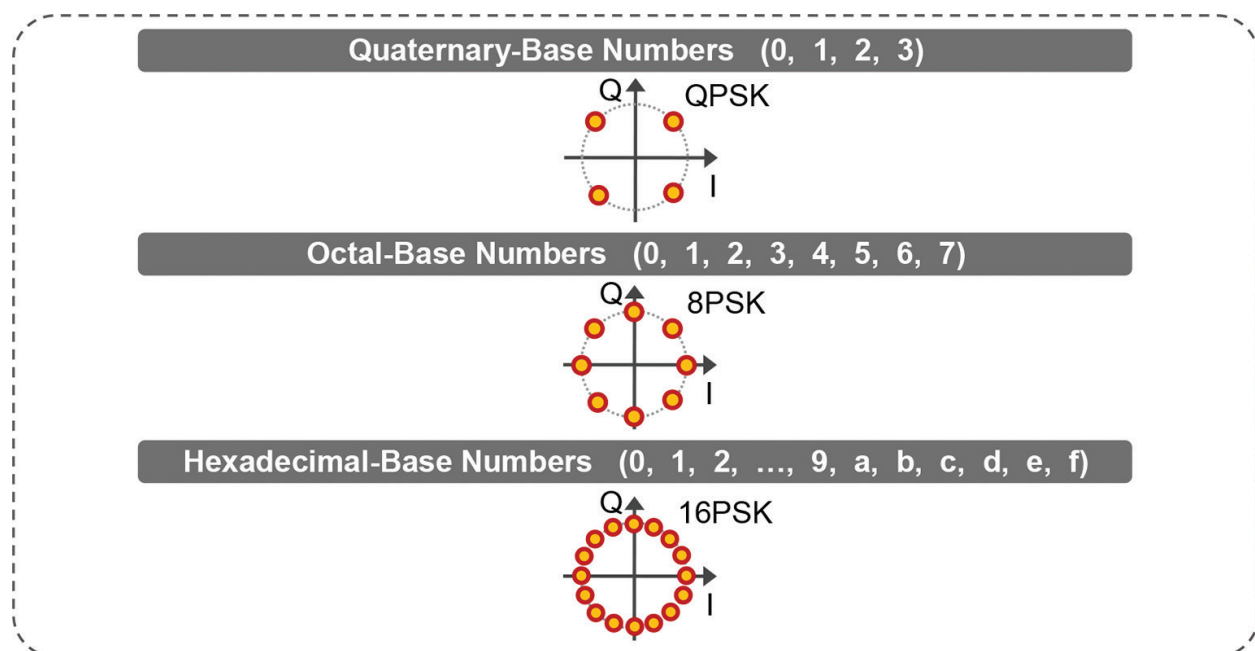 Quaternary-Base Numbers (0, 1, 2, 3)
Q
QPSK
I
Octal-Base Numbers (0, 1, 2, 3, 4, 5, 6, 7)
Q
8PSK
I
Hexadecimal-Base Numbers (0, 1, 2, …, 9, a, b, c, d, e, f)
Q
16PSK
I